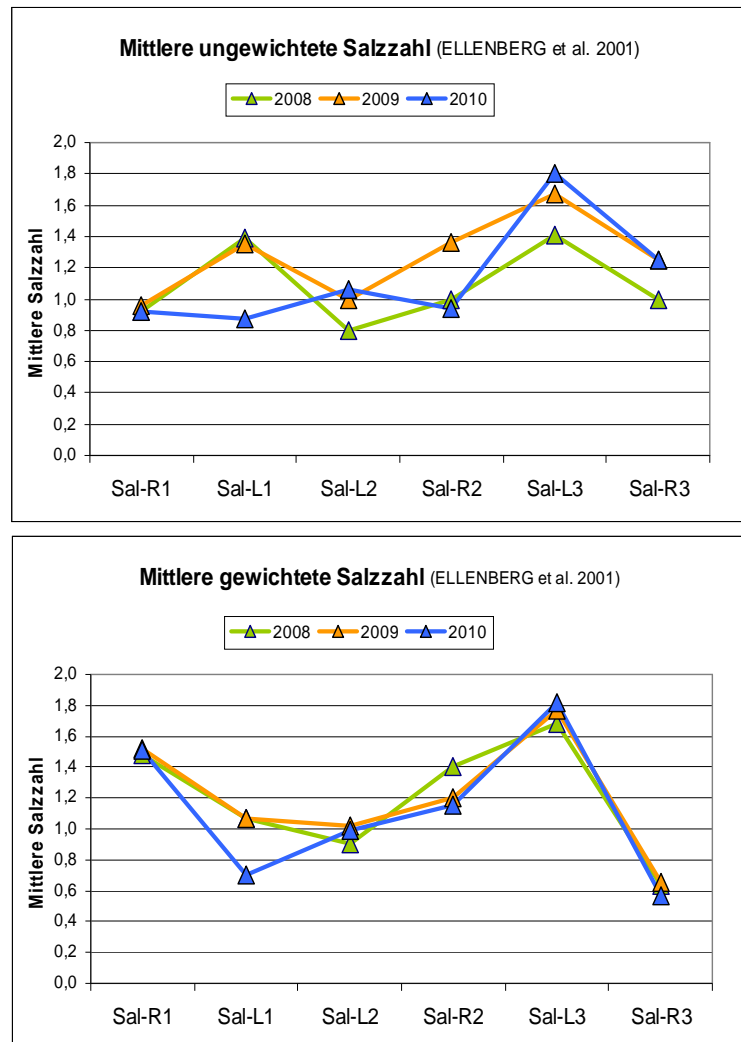 Mittlere ungewichtete Salzzahl (ELLENBERG et al. 2001)
2008 2009 2010
Mittlere Salzzahl
2,0
1,8
1,6
1,4
1,2
1,0
0,8
0,6
0,4
0,2
0,0
Sal-R1 Sal-L1 Sal-L2 Sal-R2 Sal-L3 Sal-R3
Mittlere gewichtete Salzzahl (ELLENBERG et al. 2001)
2008 2009 2010
Mittlere Salzzahl
2,0
1,8
1,6
1,4
1,2
1,0
0,8
0,6
0,4
0,2
0,0
Sal-R1 Sal-L1 Sal-L2 Sal-R2 Sal-L3 Sal-R3